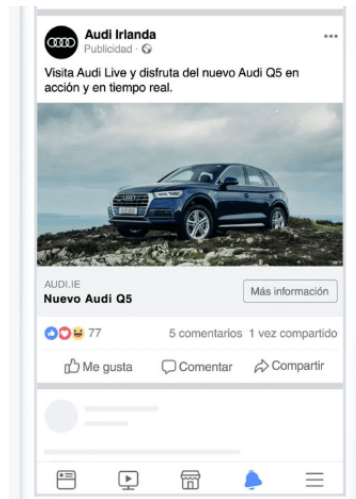 Audi Irlanda
Publicidad ·
Visita Audi Live y disfruta del nuevo Audi Q5 en
acción y en tiempo real.
AUDI.IE
Nuevo Audi Q5
Más información
77
5 comentarios 1 vez compartido
Me gusta
Comentar
Compartir